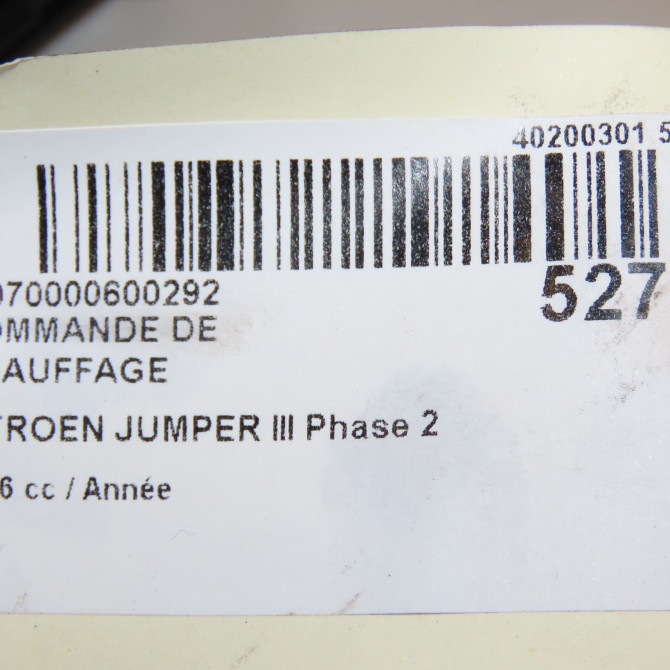 40200301 5
527
070000600292
OMMANDE DE
AUFFAGE
TROEN JUMPER III Phase 2
6 cc / Année